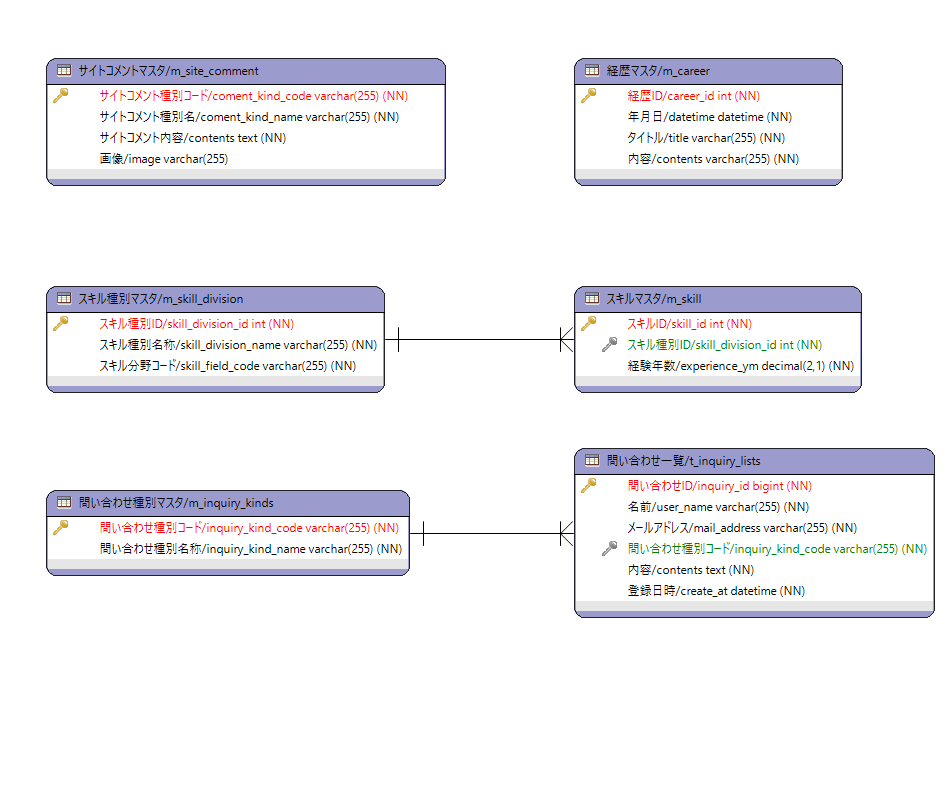 サイトコメントマスタ/m_site_comment
サイトコメント種別コード/coment_kind_code varchar(255) (NN)
サイトコメント種別名/coment_kind_name varchar(255) (NN)
サイトコメント内容/contents text (NN)
画像/image varchar(255)
経歴マスタ/m_career
経歴ID/career_id int (NN)
年月日/datetime datetime (NN)
タイトル/title varchar(255) (NN)
内容/contents varchar(255) (NN)
スキル種別マスタ/m_skill_division
スキル種別ID/skill_division_id int (NN)
スキル種別名称/skill_division_name varchar(255) (NN)
スキル分野コード/skill_field_code varchar(255) (NN)
スキルマスタ/m_skill
スキルID/skill_id int (NN)
スキル種別ID/skill_division_id int (NN)
経験年数/experience_ym decimal(2,1) (NN)
問い合わせ種別マスタ/m_inquiry_kinds
問い合わせ種別コード/inquiry_kind_code varchar(255) (NN)
問い合わせ種別名称/inquiry_kind_name varchar(255) (NN)
問い合わせ一覧/t_inquiry_lists
問い合わせID/inquiry_id bigint (NN)
名前/user_name varchar(255) (NN)
メールアドレス/mail_address varchar(255) (NN)
問い合わせ種別コード/inquiry_kind_code varchar(255) (NN)
内容/contents text (NN)
登録日時/create_at datetime (NN)